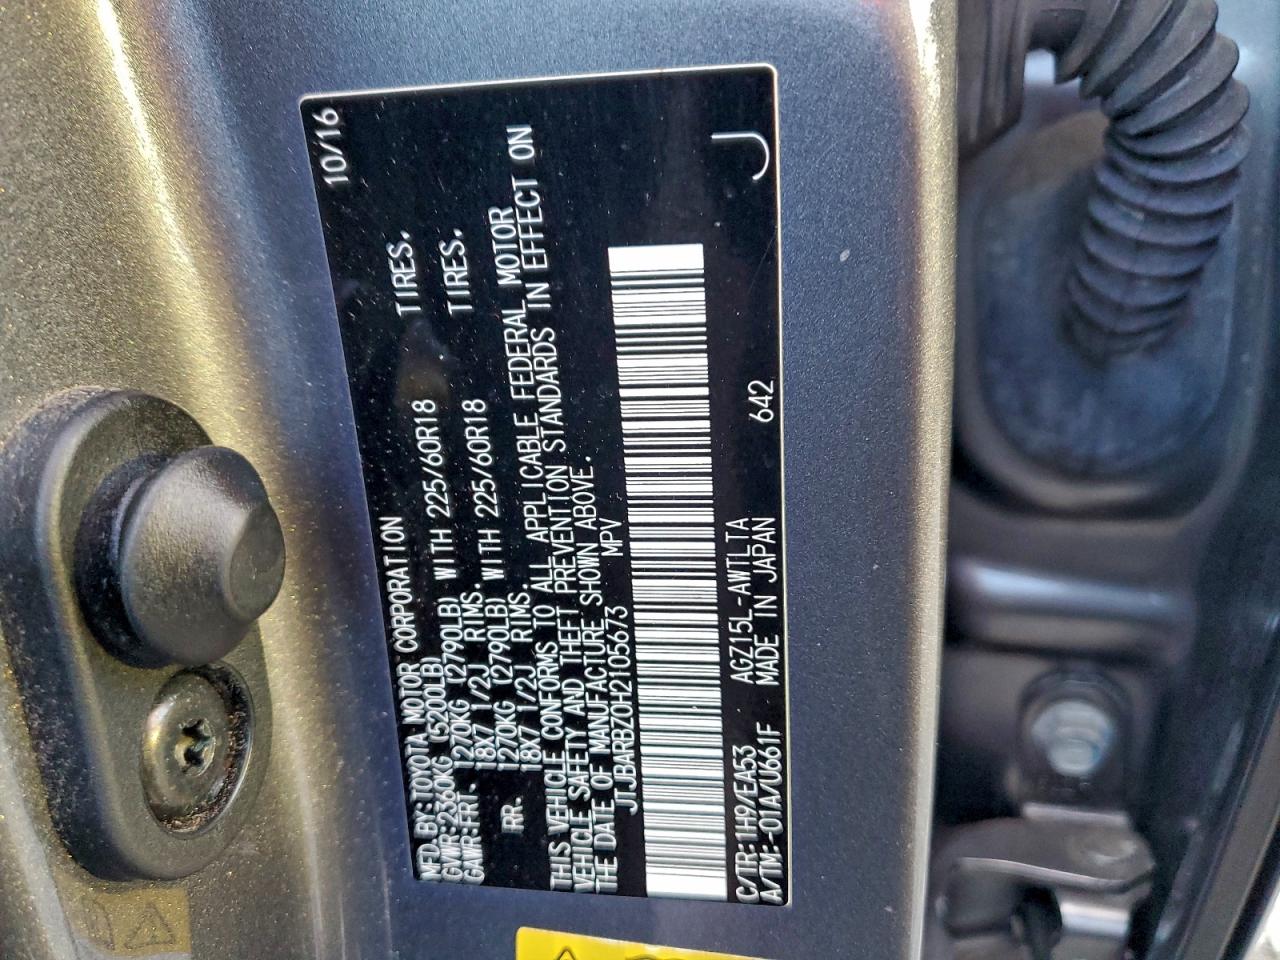 MFD. BY: TOYOTA MOTOR CORPORATION 10/16
GVWR: 2360KG (5200LB)
GAWR: FRT. 1270KG (2790LB) WITH 225/60R18 TIRES.
18X7 1/2J RIMS.
RR. 1270KG (2790LB) WITH 225/60R18 TIRES.
18X7 1/2J RIMS.
THIS VEHICLE CONFORMS TO ALL APPLICABLE FEDERAL MOTOR
VEHICLE SAFETY AND THEFT PREVENTION STANDARDS IN EFFECT ON
THE DATE OF MANUFACTURE SHOWN ABOVE.
JTJBARBZ0H2105673 MPV
C/TR: 1H9/EA53 AGZ15L-AWTLTA 642
A/TM: -01A/U661F MADE IN JAPAN
J